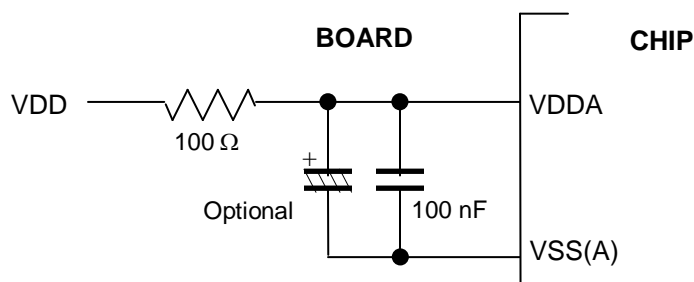 BOARD
CHIP
VDD
VDDA
100 Ω
+
Optional
100 nF
VSS(A)